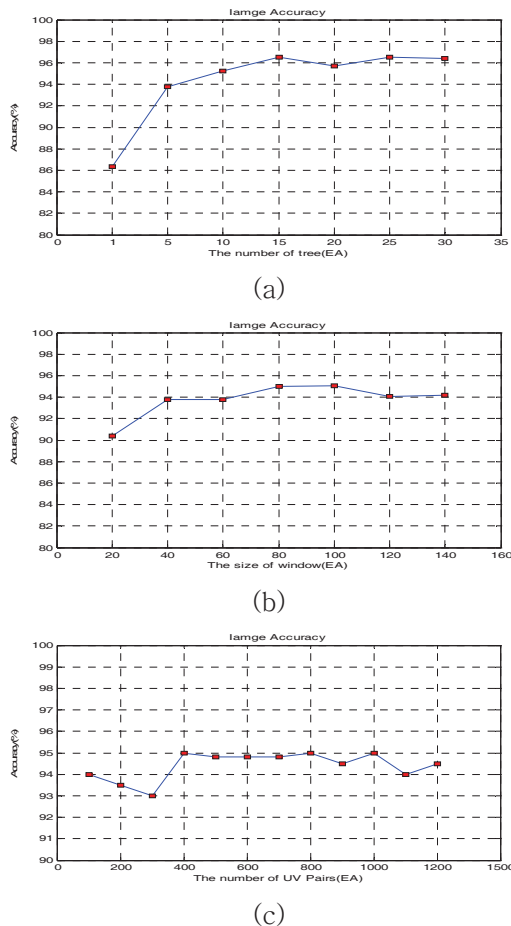 Iamge Accuracy
100
98
96
94
92
90
88
86
84
82
80
Accuracy(%)
0 1 5 10 15 20 25 30 35
The number of tree(EA)
(a)
Iamge Accuracy
100
98
96
94
92
90
88
86
84
82
80
Accuracy(%)
0 20 40 60 80 100 120 140 160
The size of window(EA)
(b)
Iamge Accuracy
100
99
98
97
96
95
94
93
92
91
90
Accuracy(%)
0 200 400 600 800 1000 1200 1500
The number of UV Pairs(EA)
(c)